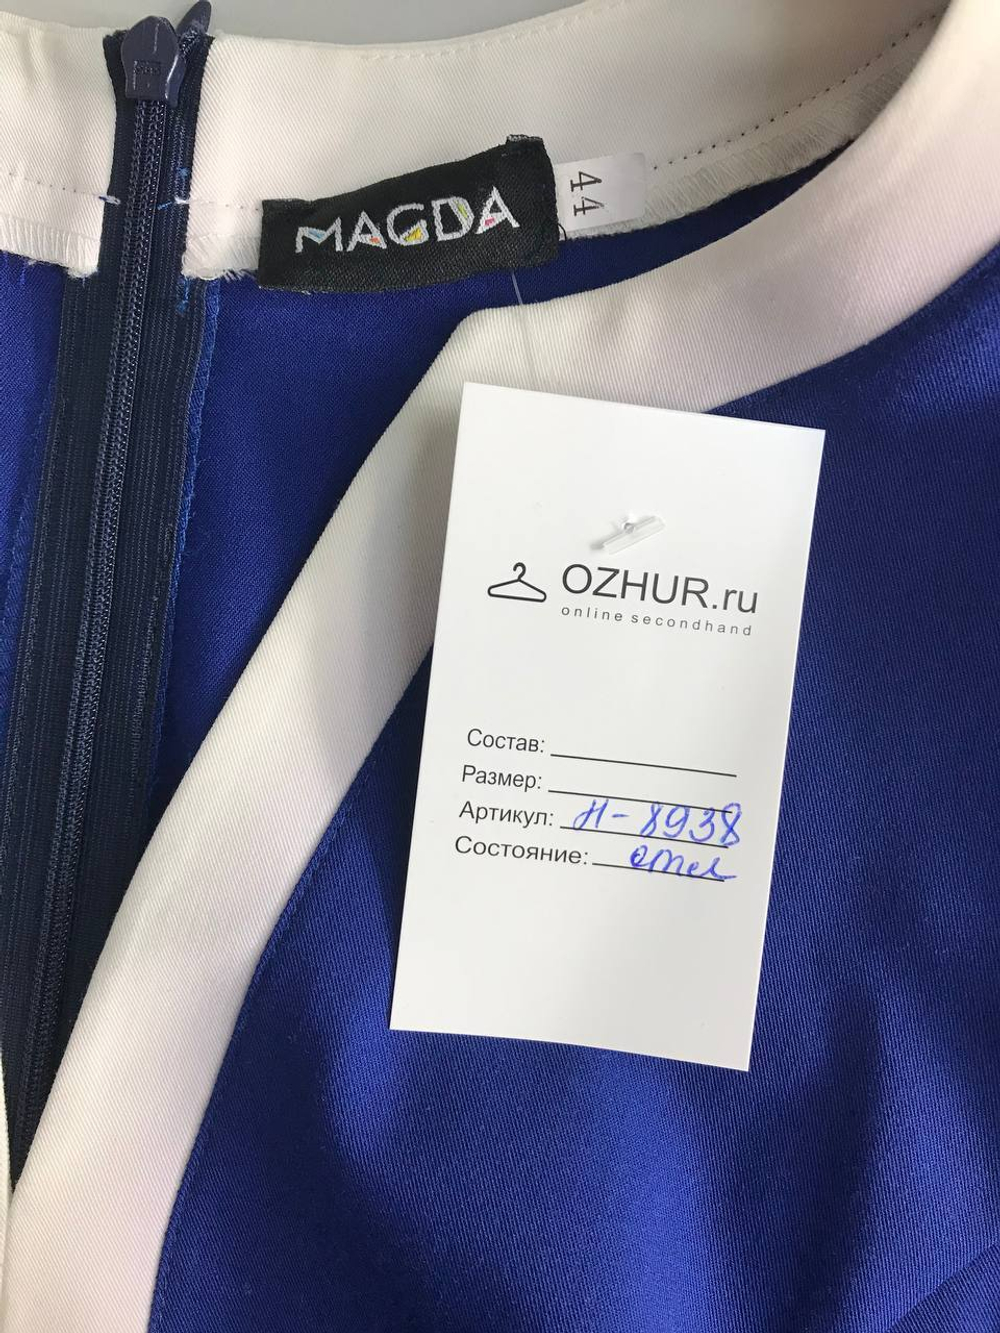 MAGDA
44
OZHUR.ru
online secondhand
Состав:
Размер:
Артикул: Н-8938
Состояние: отл